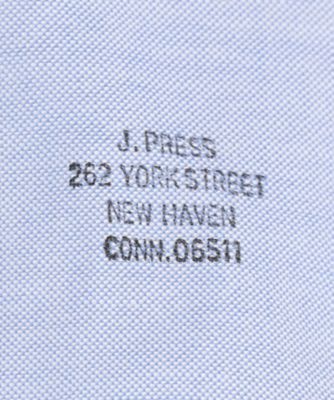 J. PRESS
262 YORK STREET
NEW HAVEN
CONN. 06511